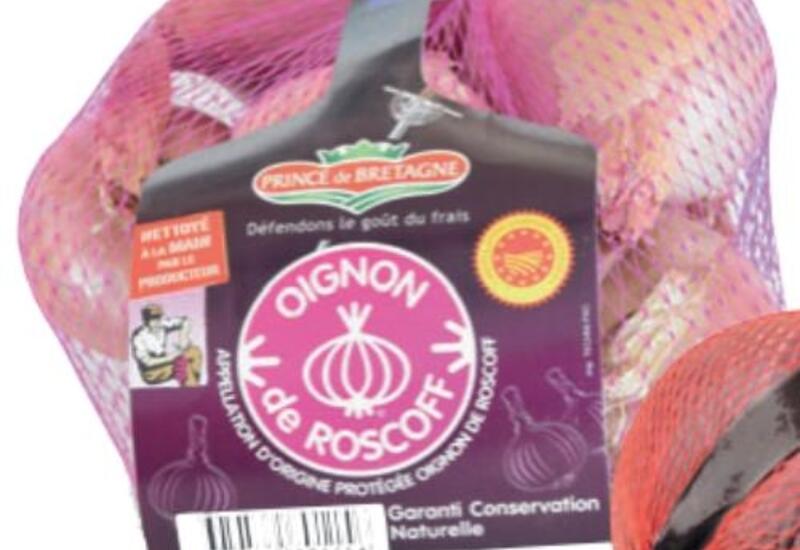 PRINCE de BRETAGNE
Défendons le goût du frais
NETTOYÉ
À LA MAIN
PAR LE
PRODUCTEUR
OIGNON
de ROSCOFF
APPELLATION D'ORIGINE PROTÉGÉE OIGNON DE ROSCOFF
Garanti Conservation
Naturelle